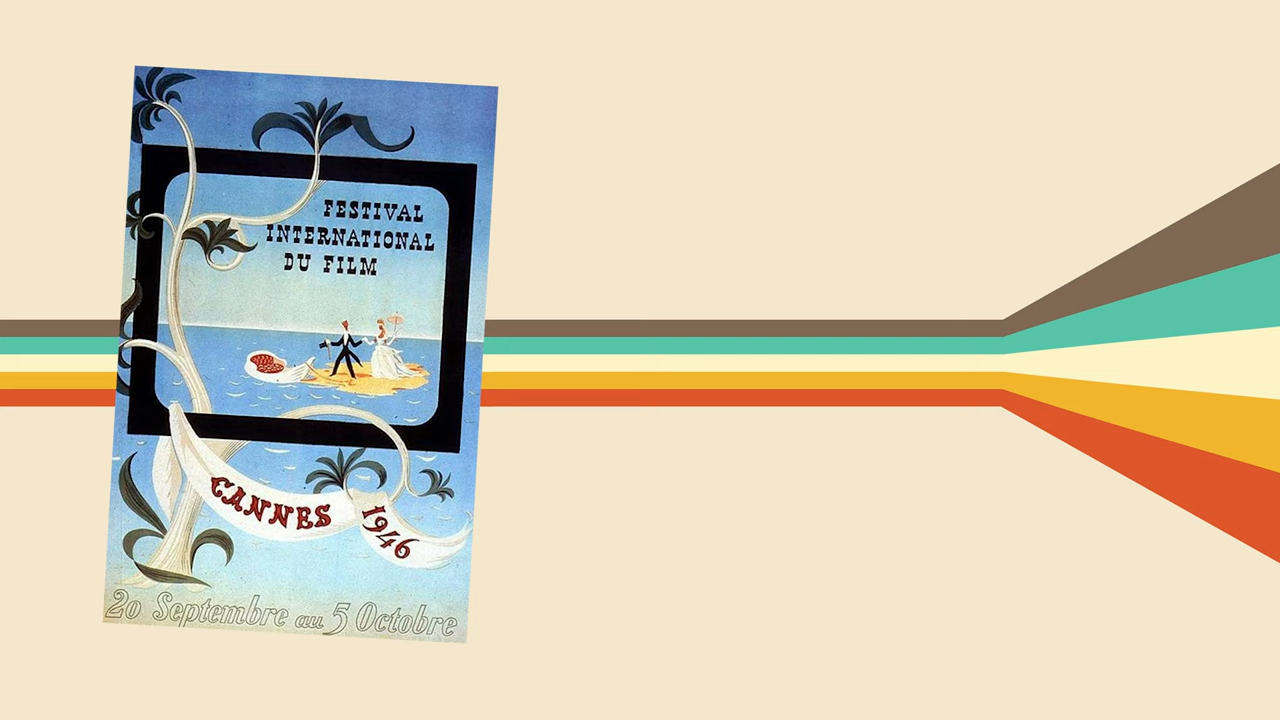 FESTIVAL
INTERNATIONAL
DU FILM
CANNES 1946
20 Septembre au 5 Octobre